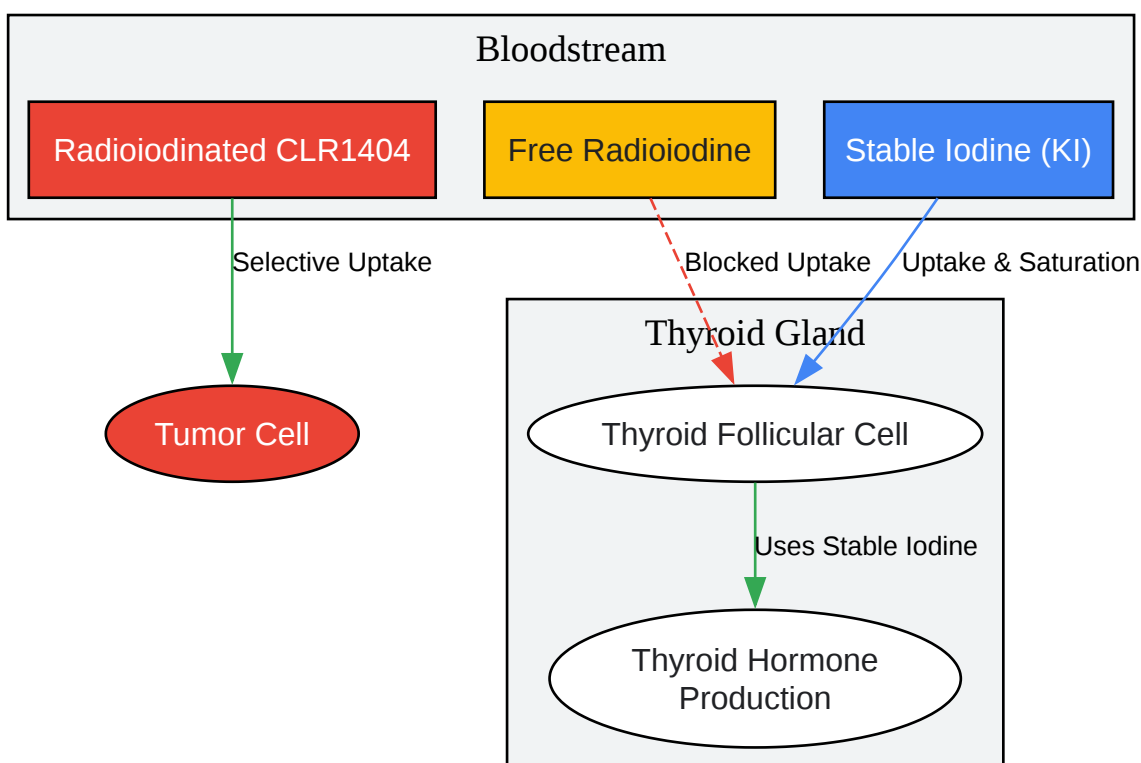 Bloodstream
Radioiodinated CLR1404
Free Radioiodine
Stable Iodine (KI)
Selective Uptake
Blocked Uptake
Uptake & Saturation
Thyroid Gland
Tumor Cell
Thyroid Follicular Cell
Uses Stable Iodine
Thyroid Hormone
Production